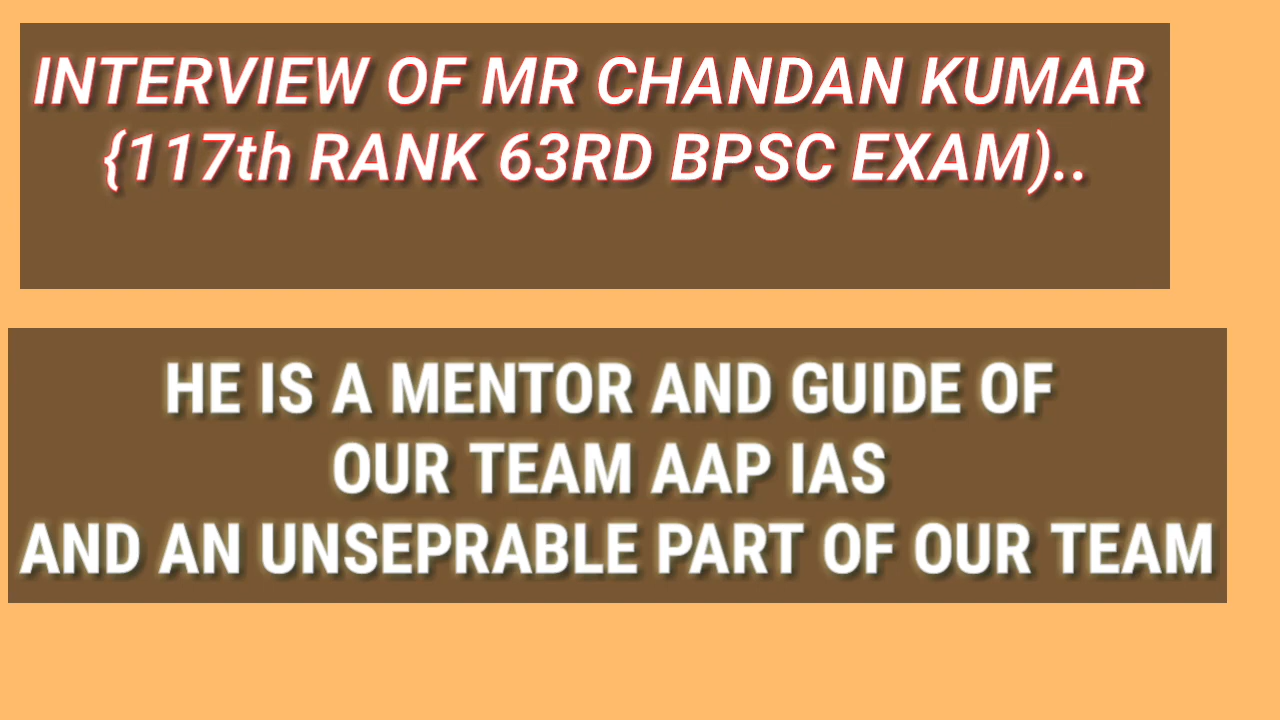 INTERVIEW OF MR CHANDAN KUMAR
{117th RANK 63RD BPSC EXAM)..
HE IS A MENTOR AND GUIDE OF
OUR TEAM AAP IAS
AND AN UNSEPRABLE PART OF OUR TEAM